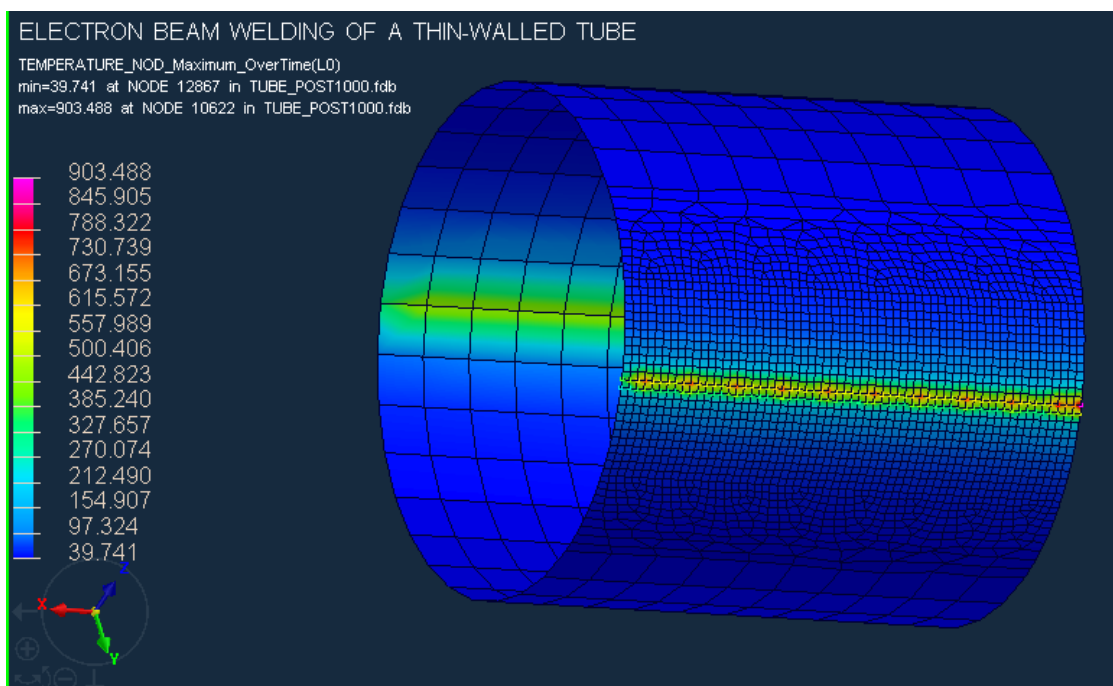 ELECTRON BEAM WELDING OF A THIN-WALLED TUBE
TEMPERATURE_NOD_Maximum_OverTime(L0)
min=39.741 at NODE 12867 in TUBE_POST1000.fdb
max=903.488 at NODE 10622 in TUBE_POST1000.fdb
903.488
845.905
788.322
730.739
673.155
615.572
557.989
500.406
442.823
385.240
327.657
270.074
212.490
154.907
97.324
39.741
Z
X
Y